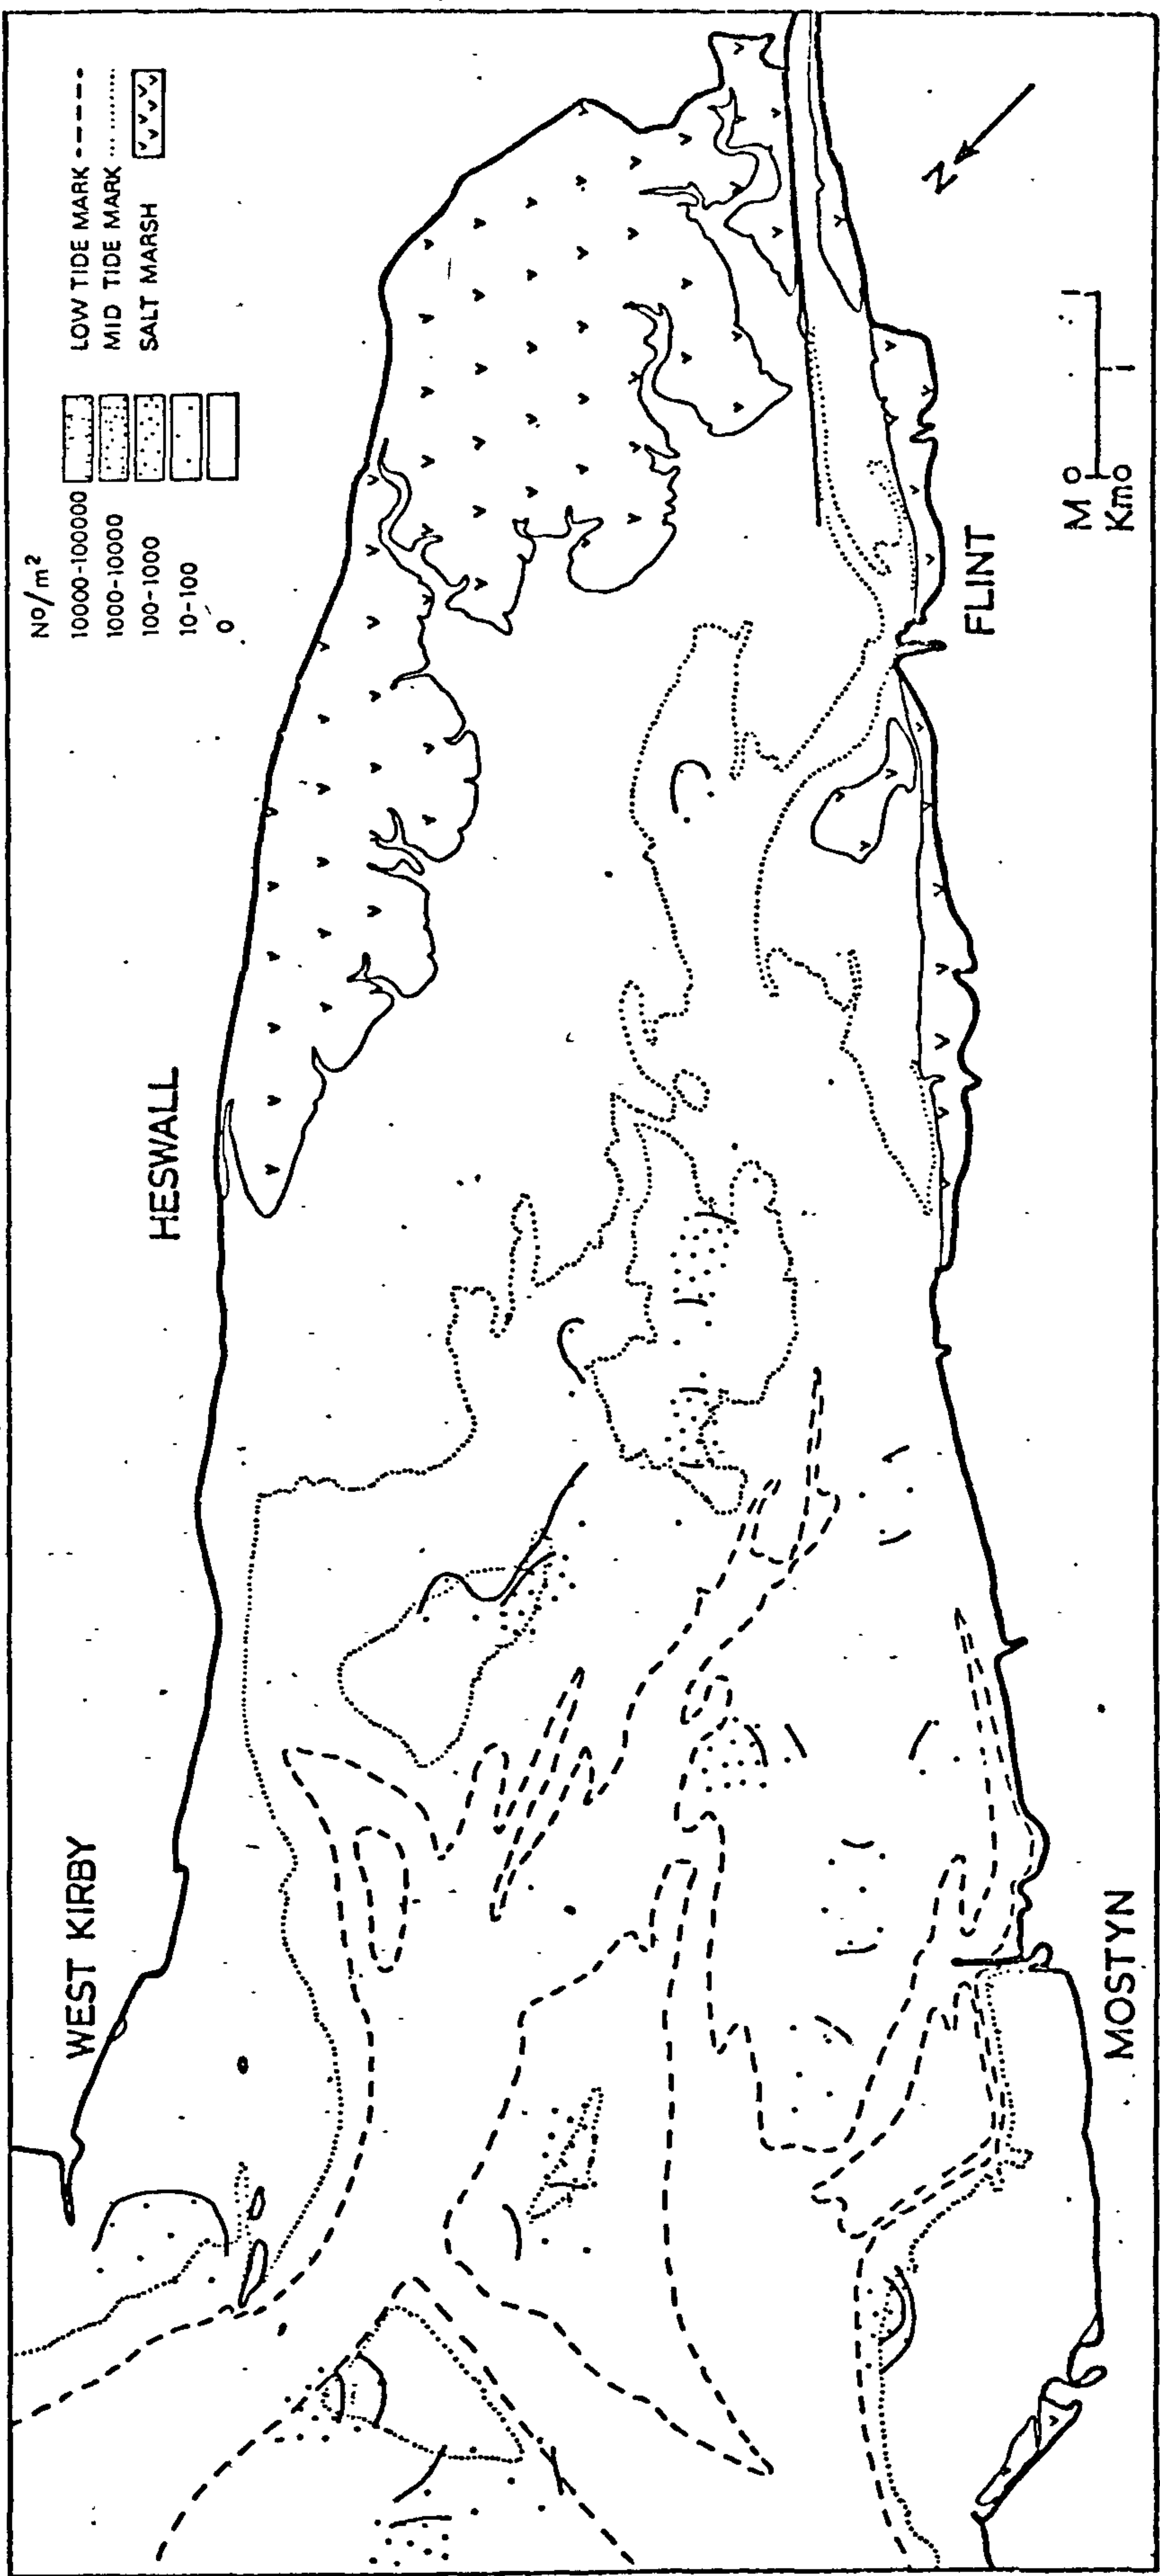 WEST KIRBY
HESWALL
Nº/m²
10000-100000
1000-10000
100-1000
10-100
0
LOW TIDE MARK
MID TIDE MARK
SALT MARSH
MOSTYN
FLINT
M 0 1
Km 0 1
N